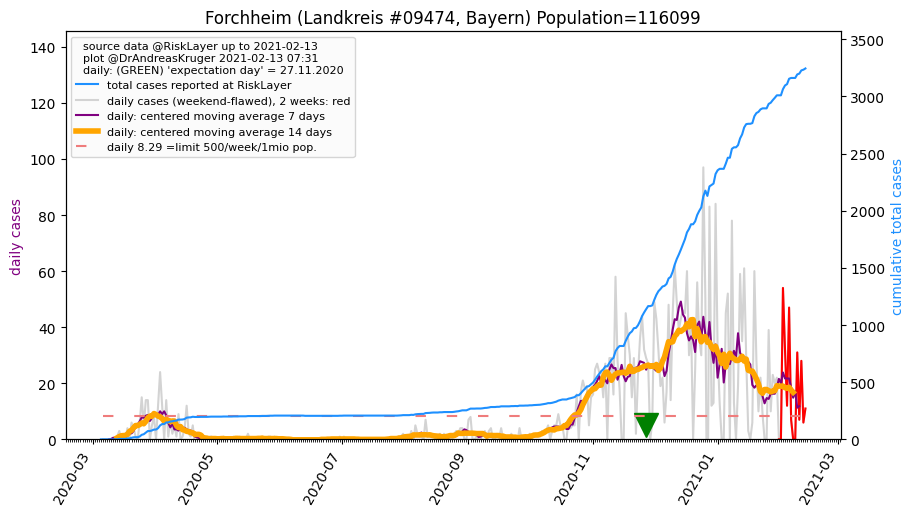 Forchheim (Landkreis #09474, Bayern) Population=116099
source data @RiskLayer up to 2021-02-13
plot @DrAndreasKruger 2021-02-13 07:31
daily: (GREEN) 'expectation day' = 27.11.2020
total cases reported at RiskLayer
daily cases (weekend-flawed), 2 weeks: red
daily: centered moving average 7 days
daily: centered moving average 14 days
daily 8.29 =limit 500/week/1mio pop.
daily cases
140
120
100
80
60
40
20
0
cumulative total cases
3500
3000
2500
2000
1500
1000
500
0
2020-03
2020-05
2020-07
2020-09
2020-11
2021-01
2021-03